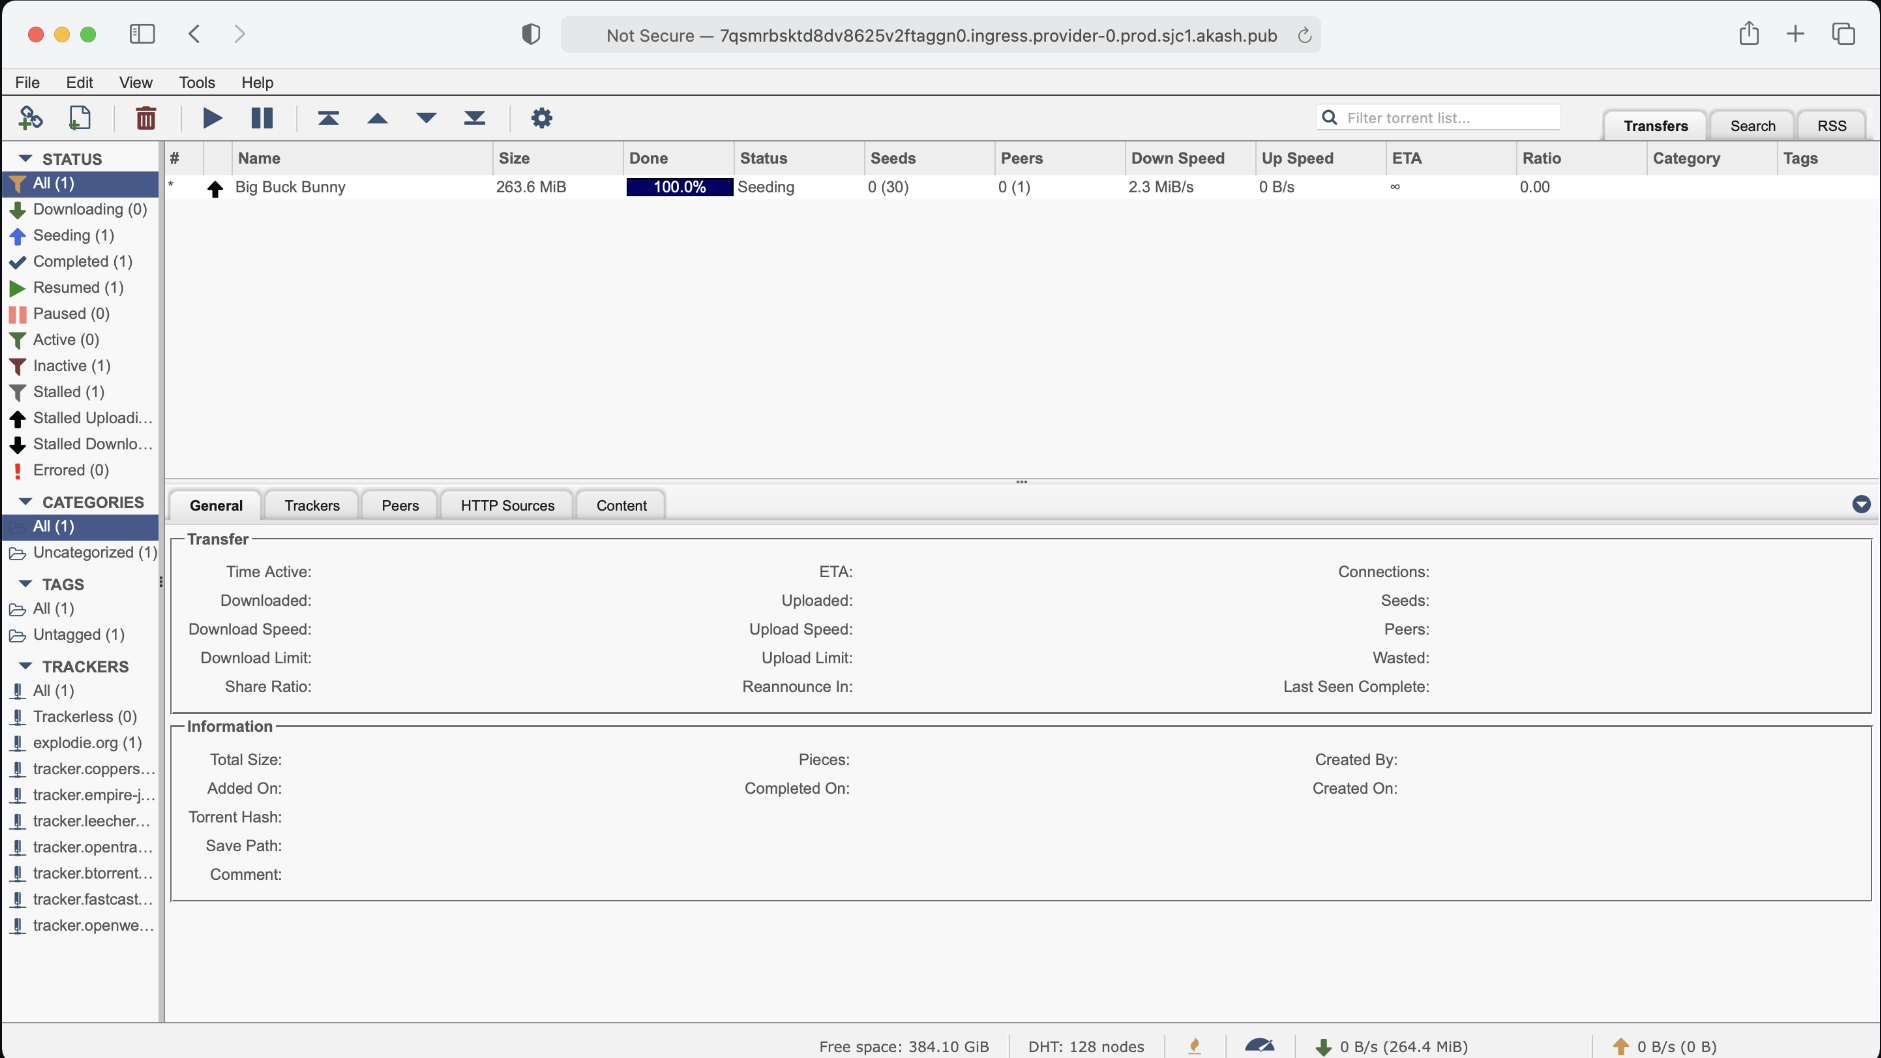 Not Secure — 7qsmrbsktd8dv8625v2ftaggn0.ingress.provider-0.prod.sjc1.akash.pub
File Edit View Tools Help
Filter torrent list...
Transfers Search RSS
STATUS
All (1)
Downloading (0)
Seeding (1)
Completed (1)
Resumed (1)
Paused (0)
Active (0)
Inactive (1)
Stalled (1)
Stalled Uploadi...
Stalled Downlo...
Errored (0)
CATEGORIES
All (1)
Uncategorized (1)
TAGS
All (1)
Untagged (1)
TRACKERS
All (1)
Trackerless (0)
explodie.org (1)
tracker.coppers...
tracker.empire-j...
tracker.leecher...
tracker.opentra...
tracker.btorrent...
tracker.fastcast...
tracker.openwe...
# Name Size Done Status Seeds Peers Down Speed Up Speed ETA Ratio Category Tags
* Big Buck Bunny 263.6 MiB 100.0% Seeding 0 (30) 0 (1) 2.3 MiB/s 0 B/s ∞ 0.00
General Trackers Peers HTTP Sources Content
Transfer
Time Active: ETA: Connections:
Downloaded: Uploaded: Seeds:
Download Speed: Upload Speed: Peers:
Download Limit: Upload Limit: Wasted:
Share Ratio: Reannounce In: Last Seen Complete:
Information
Total Size: Pieces: Created By:
Added On: Completed On: Created On:
Torrent Hash:
Save Path:
Comment:
Free space: 384.10 GiB DHT: 128 nodes 0 B/s (264.4 MiB) 0 B/s (0 B)